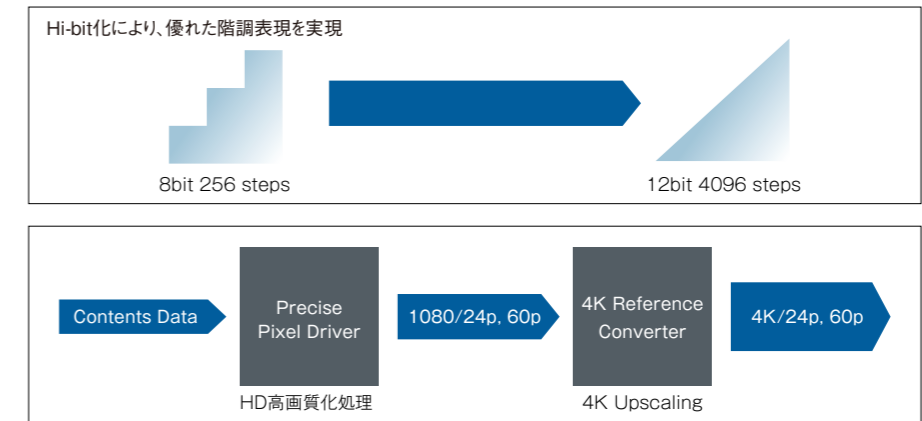 Hi-bit化により、優れた階調表現を実現
8bit 256 steps
12bit 4096 steps
Contents Data
Precise
Pixel Driver
1080/24p, 60p
4K Reference
Converter
4K/24p, 60p
HD高画質化処理
4K Upscaling